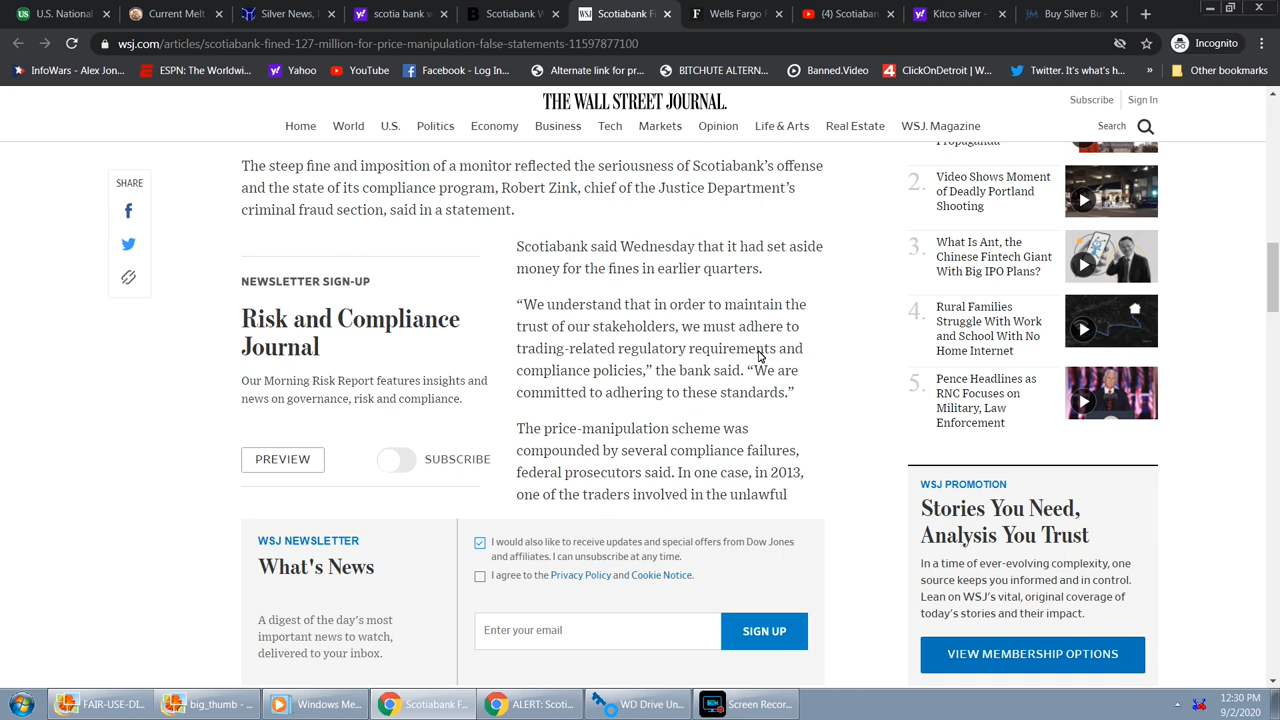 U.S. National
U.S. Nationa
Amazon
Scotiabank
Scotiabank Fi
Wells Fargo F
(4) Scotiaban
Kitco silver
Buy Silver Bu
wsj.com/articles/scotiabank-fined-127-million-for-price-manipulation-false-statements-11597877100
Incognito
InfoWars - Alex Jon...
ESPN: The Worldwi...
Yahoo
YouTube
Facebook - Log In...
Alternate link for pr...
BITCHUTE ALTERN...
Banned.Video
ClickOnDetroit | W...
Twitter. It's what's h...
»
Other bookmarks
THE WALL STREET JOURNAL.
Subscribe
Sign In
Home World U.S. Politics Economy Business Tech Markets Opinion Life & Arts Real Estate WSJ. Magazine
Search
SHARE
The steep fine and imposition of a monitor reflected the seriousness of Scotiabank's offense
and the state of its compliance program, Robert Zink, chief of the Justice Department's
criminal fraud section, said in a statement.
NEWSLETTER SIGN-UP
Risk and Compliance
Journal
Our Morning Risk Report features insights and
news on governance, risk and compliance.
PREVIEW
SUBSCRIBE
Scotiabank said Wednesday that it had set aside
money for the fines in earlier quarters.
“We understand that in order to maintain the
trust of our stakeholders, we must adhere to
trading-related regulatory requirements and
compliance policies,” the bank said. “We are
committed to adhering to these standards.”
The price-manipulation scheme was
compounded by several compliance failures,
federal prosecutors said. In one case, in 2013,
one of the traders involved in the unlawful
WSJ NEWSLETTER
What's News
A digest of the day's most
important news to watch,
delivered to your inbox.
I would also like to receive updates and special offers from Dow Jones
and affiliates. I can unsubscribe at any time.
I agree to the Privacy Policy and Cookie Notice.
Enter your email
SIGN UP
Propaganda
2. Video Shows Moment
of Deadly Portland
Shooting
3. What Is Ant, the
Chinese Fintech Giant
With Big IPO Plans?
4. Rural Families
Struggle With Work
and School With No
Home Internet
5. Pence Headlines as
RNC Focuses on
Military, Law
Enforcement
WSJ PROMOTION
Stories You Need,
Analysis You Trust
In a time of ever-evolving complexity, one
source keeps you informed and in control.
Lean on WSJ's vital, original coverage of
today's stories and their impact.
VIEW MEMBERSHIP OPTIONS
FAIR-USE-DI...
big_thumb - ...
Windows Me...
Scotiabank F...
ALERT: Scoti...
WD Drive Un...
Screen Recor...
12:30 PM
9/2/2020